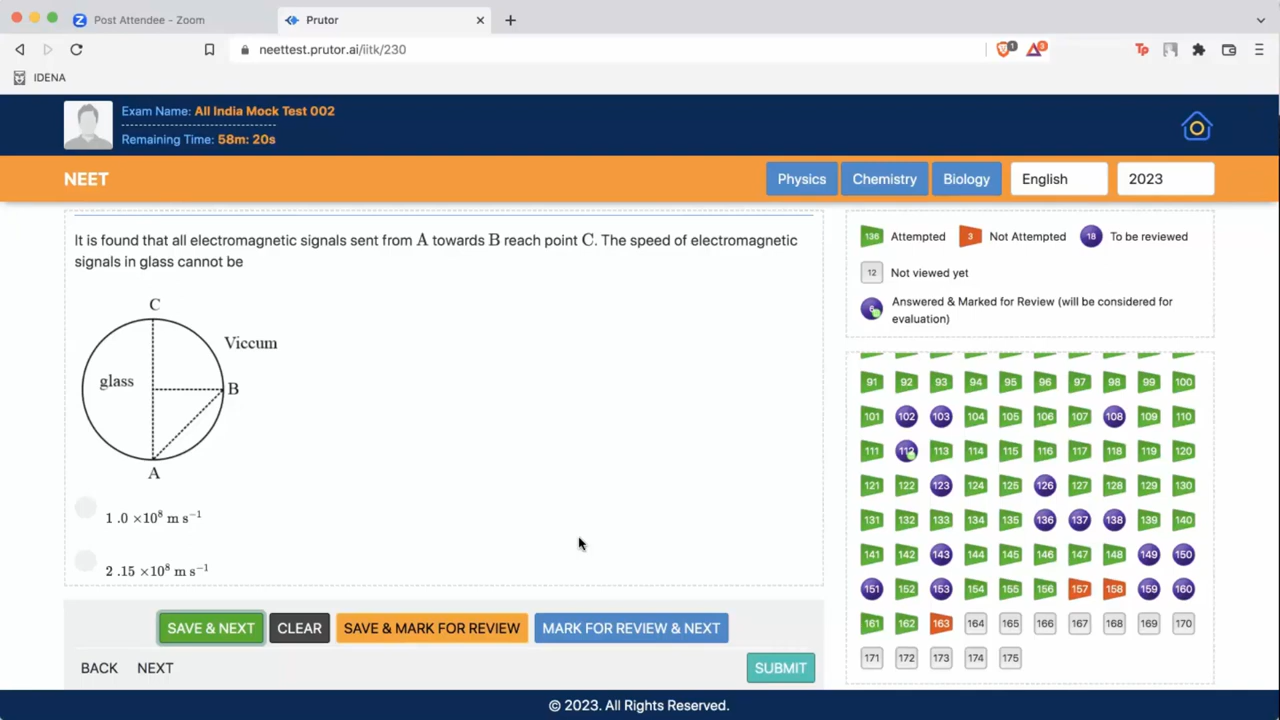 Post Attendee - Zoom
Prutor
neettest.prutor.ai/iitk/230
1
3
Tp
IDENA
Exam Name: All India Mock Test 002
Remaining Time: 58m: 20s
NEET
Physics
Chemistry
Biology
English
2023
It is found that all electromagnetic signals sent from A towards B reach point C. The speed of electromagnetic
signals in glass cannot be
C
Viccum
glass
B
A
1 .0 ×10⁸ m s⁻¹
2 .15 ×10⁸ m s⁻¹
SAVE & NEXT
CLEAR
SAVE & MARK FOR REVIEW
MARK FOR REVIEW & NEXT
BACK
NEXT
SUBMIT
136 Attempted
3 Not Attempted
18 To be reviewed
12 Not viewed yet
Answered & Marked for Review (will be considered for
evaluation)
91 92 93 94 95 96 97 98 99 100
101 102 103 104 105 106 107 108 109 110
111 112 113 114 115 116 117 118 119 120
121 122 123 124 125 126 127 128 129 130
131 132 133 134 135 136 137 138 139 140
141 142 143 144 145 146 147 148 149 150
151 152 153 154 155 156 157 158 159 160
161 162 163 164 165 166 167 168 169 170
171 172 173 174 175
© 2023. All Rights Reserved.